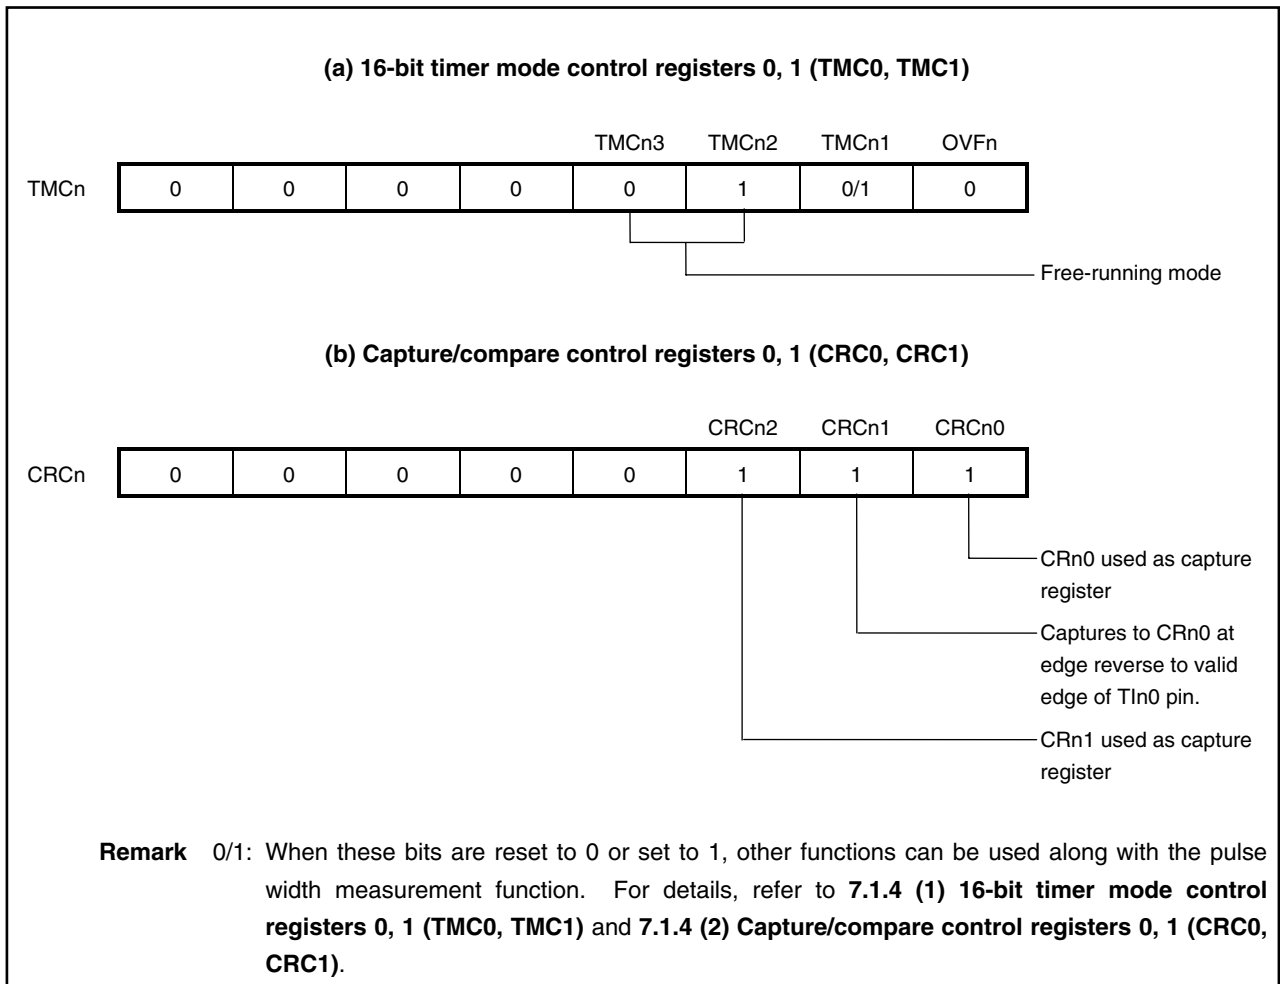 (a) 16-bit timer mode control registers 0, 1 (TMC0, TMC1)
TMCn3 TMCn2 TMCn1 OVFn
TMCn 0 0 0 0 0 1 0/1 0
Free-running mode
(b) Capture/compare control registers 0, 1 (CRC0, CRC1)
CRCn2 CRCn1 CRCn0
CRCn 0 0 0 0 0 1 1 1
CRn0 used as capture
register
Captures to CRn0 at
edge reverse to valid
edge of TIn0 pin.
CRn1 used as capture
register
Remark 0/1: When these bits are reset to 0 or set to 1, other functions can be used along with the pulse
width measurement function. For details, refer to 7.1.4 (1) 16-bit timer mode control
registers 0, 1 (TMC0, TMC1) and 7.1.4 (2) Capture/compare control registers 0, 1 (CRC0,
CRC1).